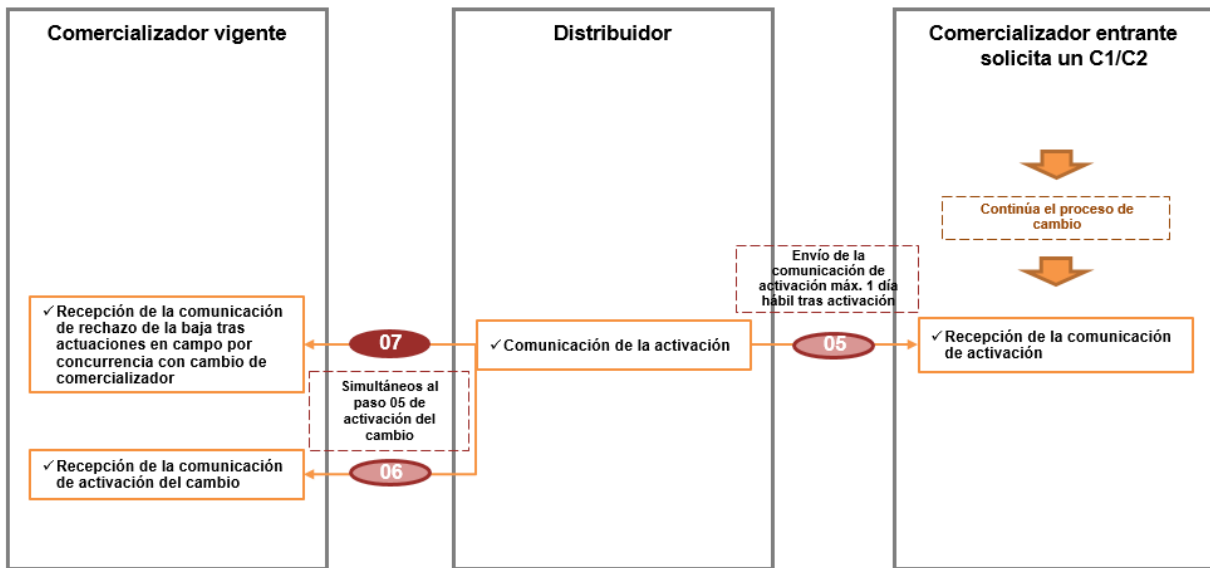 Comercializador vigente
Distribuidor
Comercializador entrante
solicita un C1/C2
Continúa el proceso de
cambio
Envío de la
comunicación de
activación máx. 1 día
hábil tras activación
✓Recepción de la comunicación
de rechazo de la baja tras
actuaciones en campo por
concurrencia con cambio de
comercializador
07
✓Comunicación de la activación
05
✓Recepción de la comunicación
de activación
Simultáneos al
paso 05 de
activación del
cambio
✓Recepción de la comunicación
de activación del cambio
06